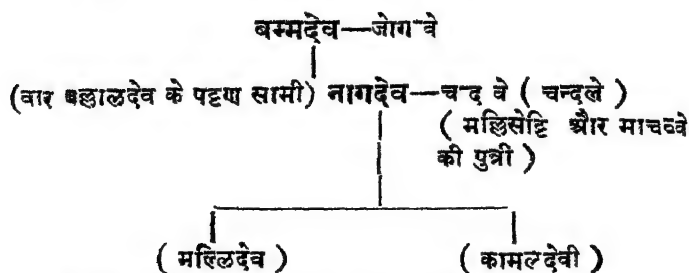 बम्मदेव—जोगवे
(वार बल्लालदेव के पट्टण सामी) नागदेव—चन्दवे (चन्दले)
(मल्लिसेट्टि और माचव्वे
की पुत्री)
(मल्लिदेव) (कामलदेवी)